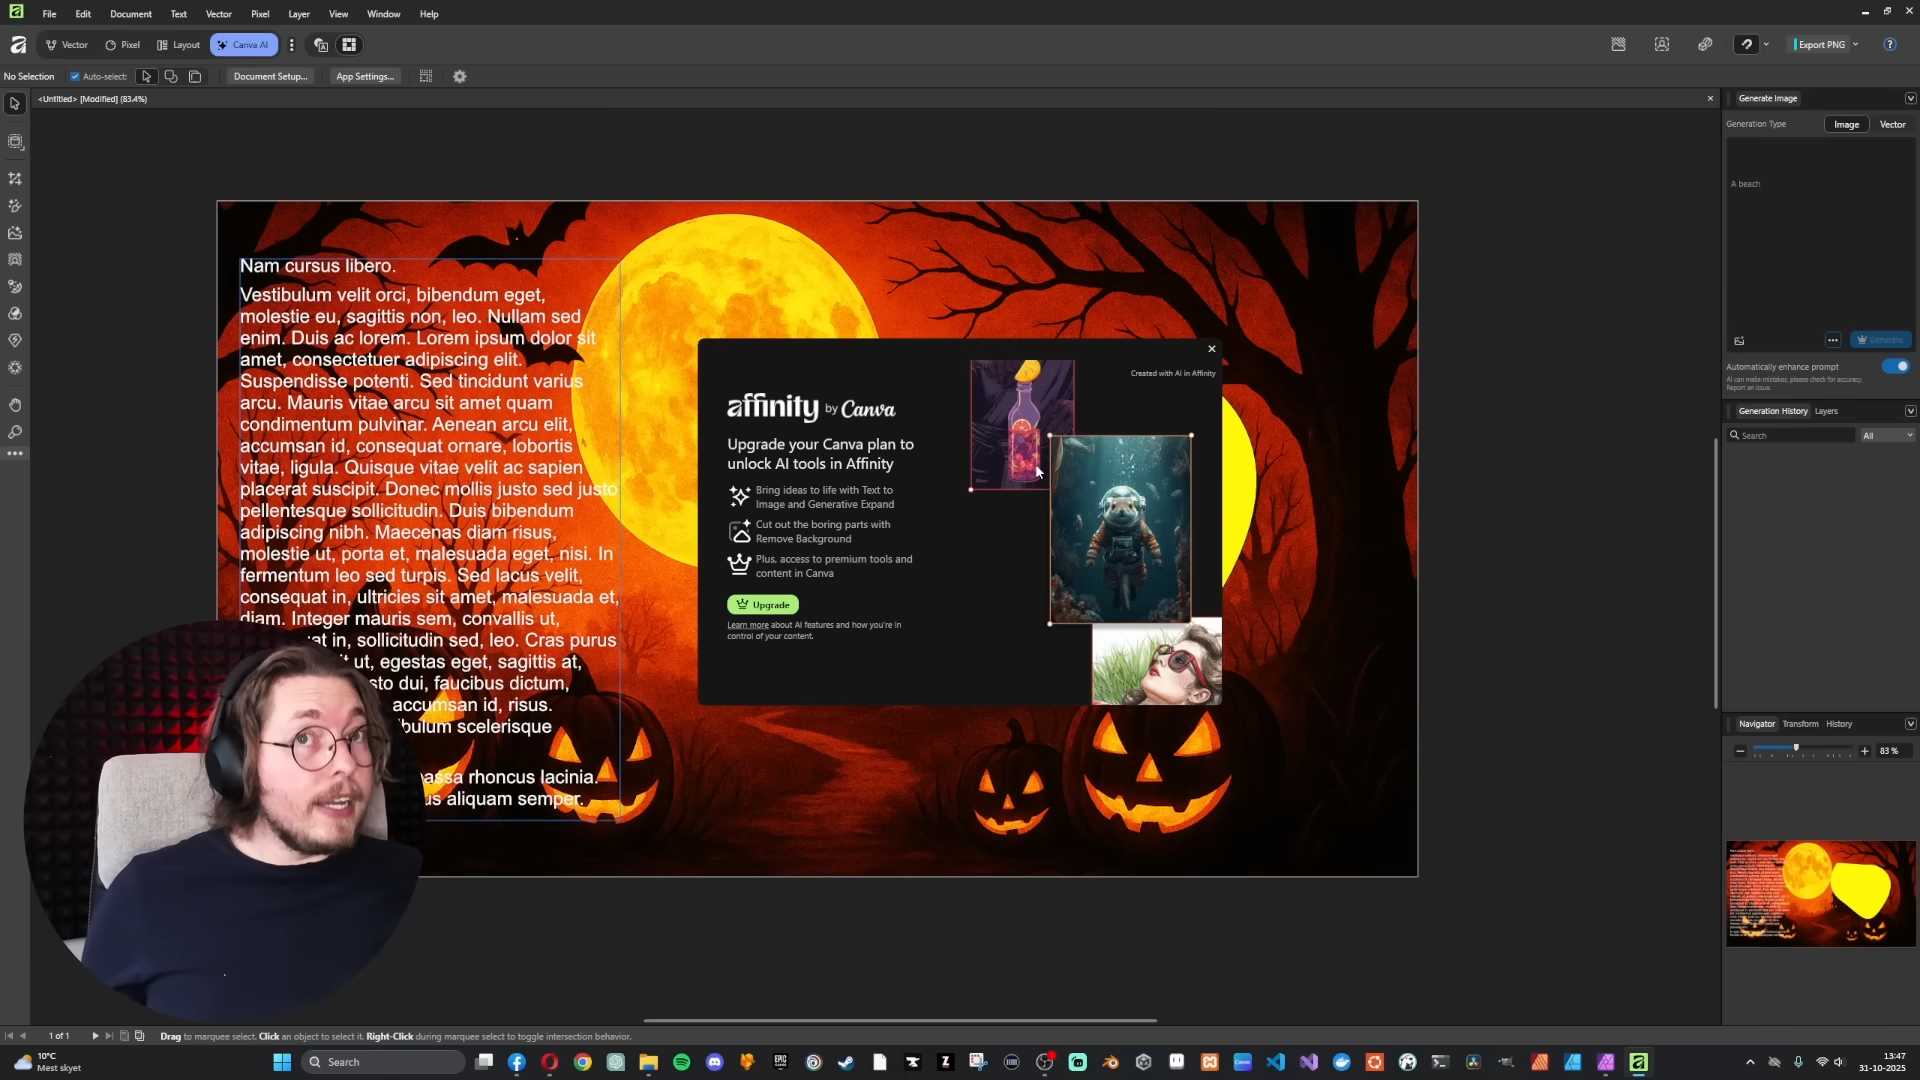 File Edit Document Text Vector Pixel Layer View Window Help
Vector Pixel Layout Canva AI Export PNG
No Selection Auto-select: Document Setup... App Settings...
<Untitled> [Modified] (83.4%)
Nam cursus libero.
Vestibulum velit orci, bibendum eget,
molestie eu, sagittis non, leo. Nullam sed
enim. Duis ac lorem. Lorem ipsum dolor sit
amet, consectetuer adipiscing elit.
Suspendisse potenti. Sed tincidunt varius
arcu. Mauris vitae arcu sit amet quam
condimentum pulvinar. Aenean arcu elit,
accumsan id, consequat ornare, lobortis
vitae, ligula. Quisque vitae velit ac sapien
placerat suscipit. Donec mollis justo sed justo
pellentesque sollicitudin. Duis bibendum
adipiscing nibh. Maecenas diam risus,
molestie ut, porta et, malesuada eget, nisi. In
fermentum leo sed turpis. Sed lacus velit,
consequat in, ultricies sit amet, malesuada et,
diam. Integer mauris sem, convallis ut,
at in, sollicitudin sed, leo. Cras purus
ut, egestas eget, sagittis at,
sto dui, faucibus dictum,
accumsan id, risus.
bulum scelerisque
assa rhoncus lacinia.
us aliquam semper.
Created with AI in Affinity
affinity by Canva
Upgrade your Canva plan to
unlock AI tools in Affinity
Bring ideas to life with Text to
Image and Generative Expand
Cut out the boring parts with
Remove Background
Plus, access to premium tools and
content in Canva
Upgrade
Learn more about AI features and how you're in
control of your content.
Generate Image
Generation Type Image Vector
A beach
Generate
Automatically enhance prompt
AI can make mistakes, please check for accuracy.
Report an issue.
Generation History Layers
Search All
Navigator Transform History
83 %
1 of 1 Drag to marquee select. Click an object to select it. Right-Click during marquee select to toggle intersection behavior.
10°C
Mest skyet
Search
13:47
31-10-2025